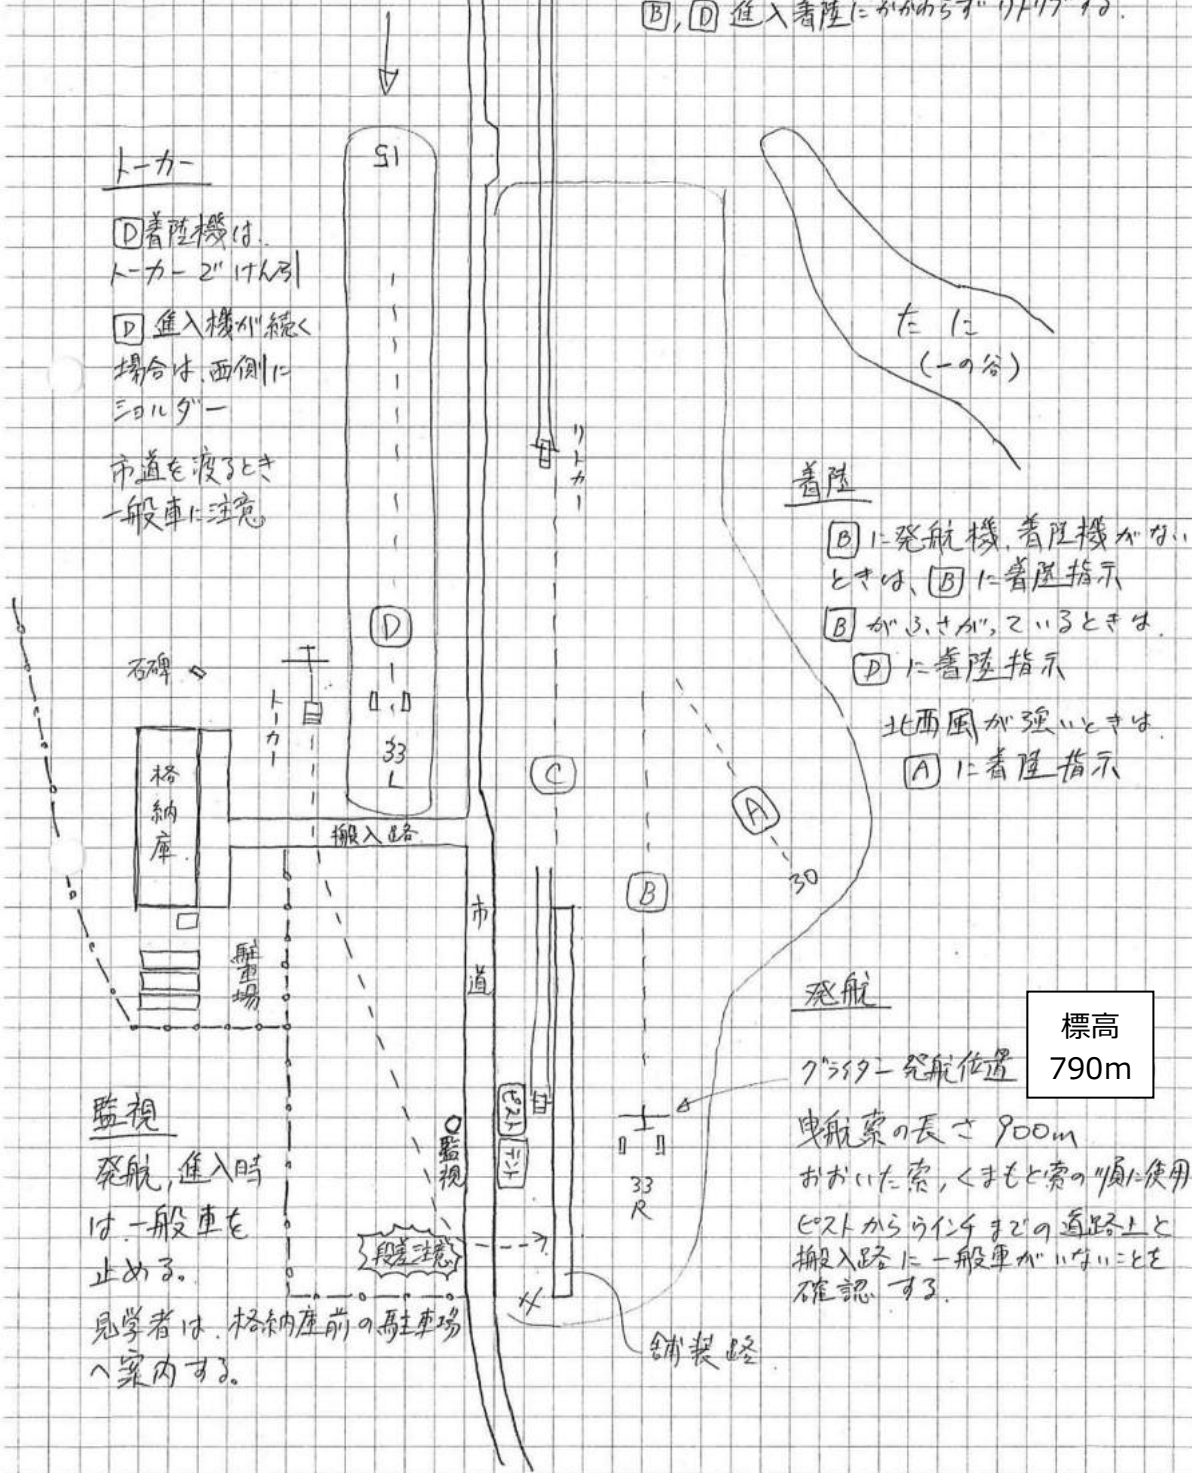 B, D 進入着陸にかかわらずリトリブする.
15
トーカー
D 着陸機は.
トーカーでけん引
D 進入機が続く
場合は、西側に
ショルダー
市道を渡るとき
一般車に注意
たに
(一の谷)
リトカー
着陸
B に発航機、着陸機がない
ときは、B に着陸指示
B がふさがっているときは.
D に着陸指示
北西風が強いときは
A に着陸指示
D
石碑
トーカー
33
L
格納庫
搬入路
C
A
30
B
市道
駐車場
発航
標高
790m
グライダー発航位置
曳航索の長さ 900m
おおいた索,くまもと索の順に使用
ピストからウインチまでの道路上と
搬入路に一般車がいないことを
確認する.
監視
発航,進入時
は一般車を
止める。
見学者は.格納庫前の駐車場
へ案内する。
監視
ピスト
テント
33
R
段差注意
舗装路